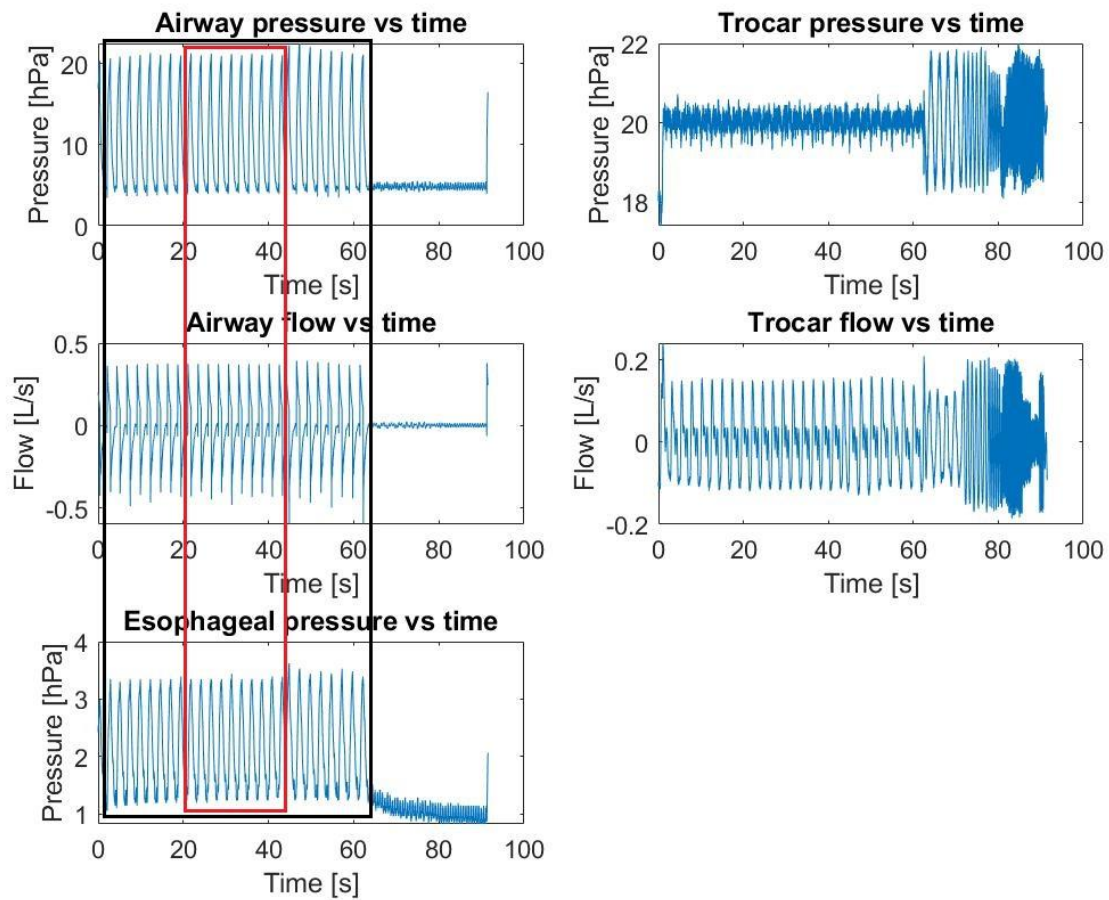 Airway pressure vs time
Pressure [hPa]
20
10
0
0 20 40 60 80 100
Time [s]
Trocar pressure vs time
Pressure [hPa]
22
20
18
0 20 40 60 80 100
Time [s]
Airway flow vs time
Flow [L/s]
0.5
0
-0.5
0 20 40 60 80 100
Time [s]
Trocar flow vs time
Flow [L/s]
0.2
0
-0.2
0 20 40 60 80 100
Time [s]
Esophageal pressure vs time
Pressure [hPa]
4
3
2
1
0 20 40 60 80 100
Time [s]